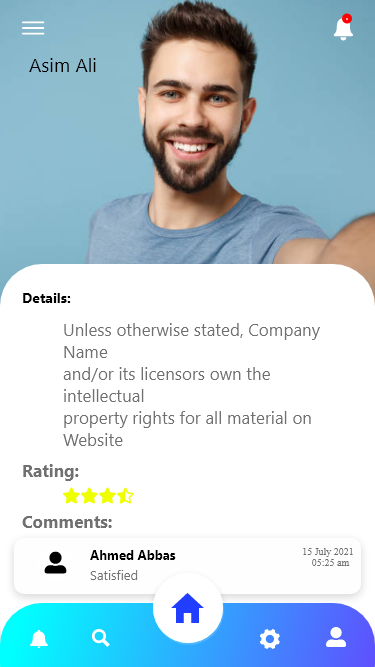 Asim Ali
Details:
Unless otherwise stated, Company
Name
and/or its licensors own the
intellectual
property rights for all material on
Website
Rating:
Comments:
Ahmed Abbas
15 July 2021
Satisfied
05:25 am